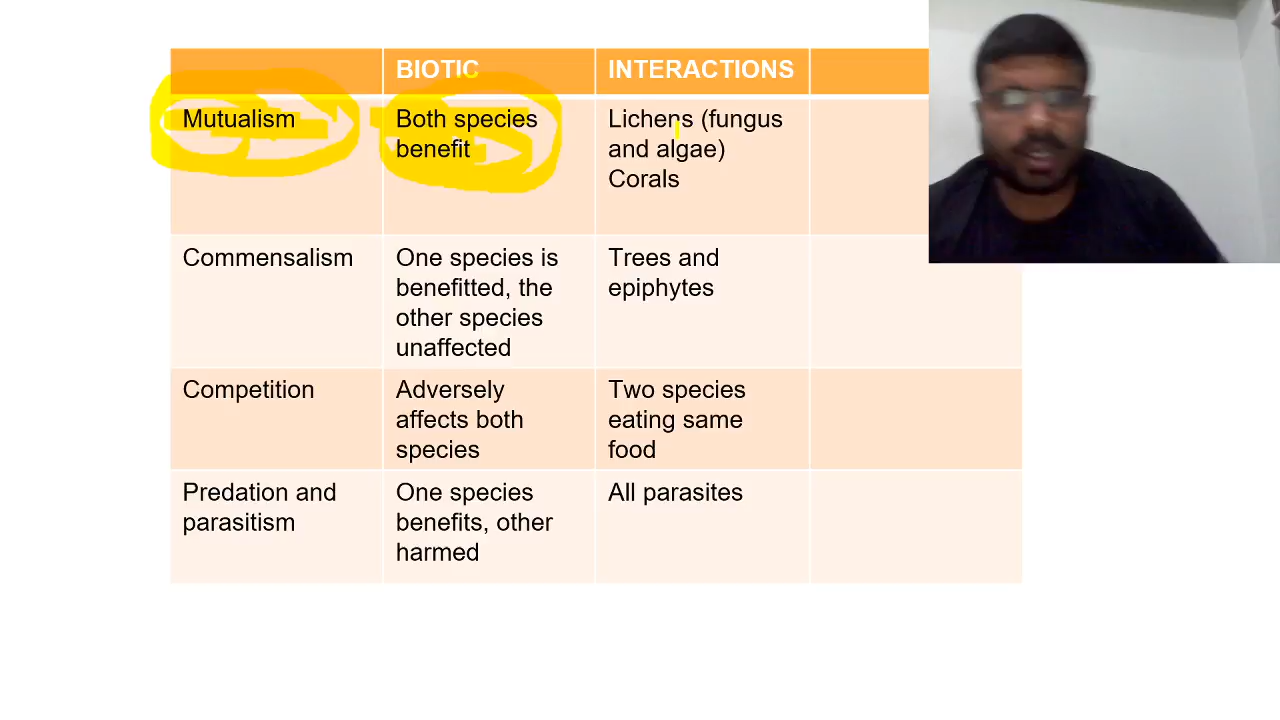 BIOTIC INTERACTIONS
Mutualism
Both species
benefit
Lichens (fungus
and algae)
Corals
Commensalism
One species is
benefitted, the
other species
unaffected
Trees and
epiphytes
Competition
Adversely
affects both
species
Two species
eating same
food
Predation and
parasitism
One species
benefits, other
harmed
All parasites